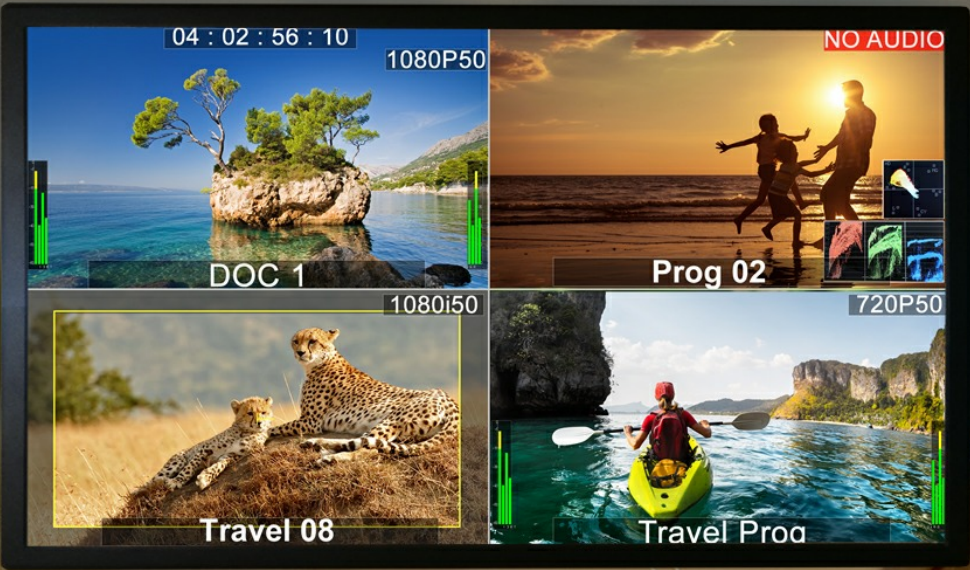 04 : 02 : 56 : 10
1080P50
DOC 1
NO AUDIO
Prog 02
1080i50
Travel 08
720P50
Travel Prog